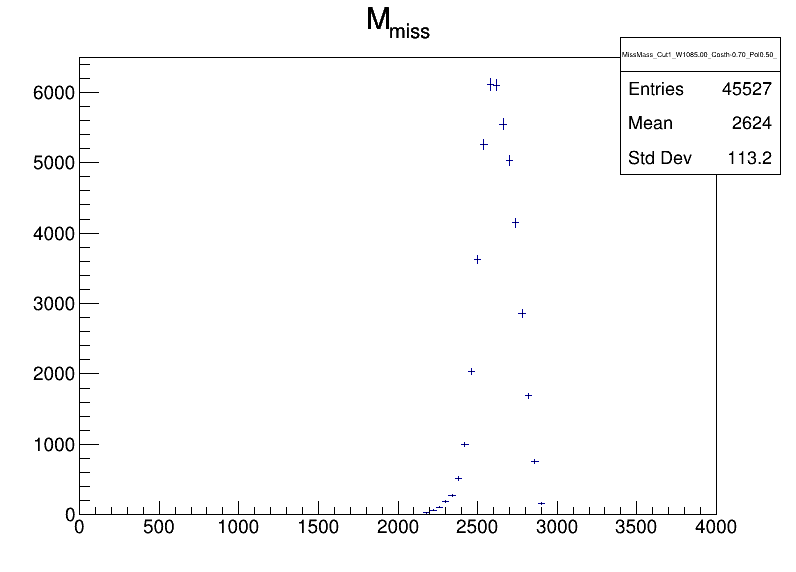 M_miss
MissMass_Cut1_W1085.00_Costh-0.70_Pol0.50_
Entries 45527
Mean 2624
Std Dev 113.2
6000
5000
4000
3000
2000
1000
0
0 500 1000 1500 2000 2500 3000 3500 4000